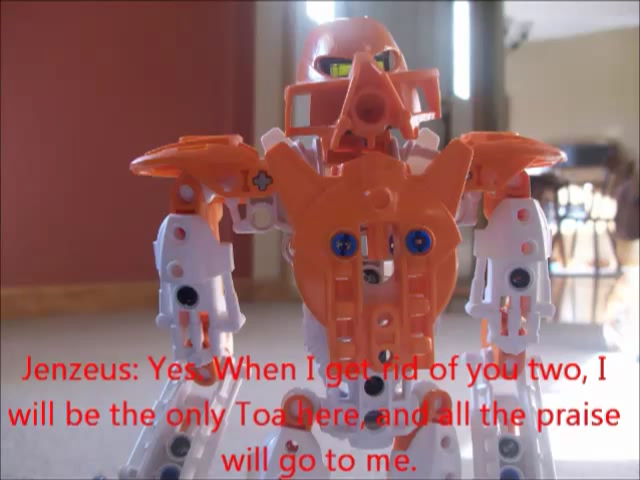 Jenzeus: Yes. When I get rid of you two, I
will be the only Toa here, and all the praise
will go to me.